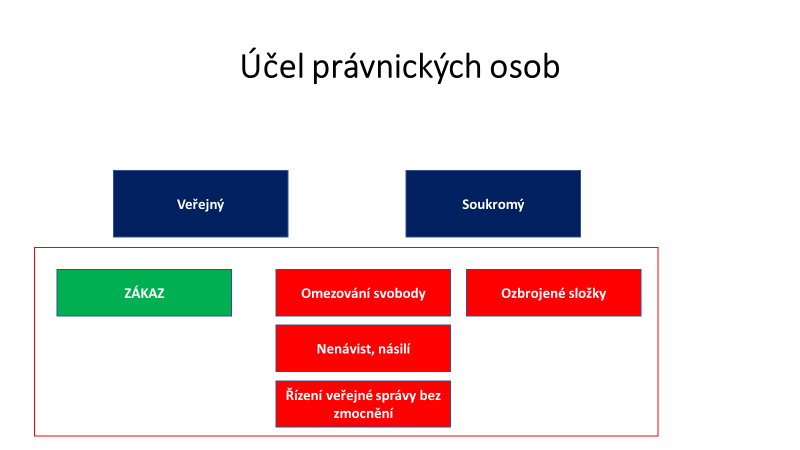 Účel právnických osob
Veřejný
Soukromý
ZÁKAZ
Omezování svobody
Ozbrojené složky
Nenávist, násilí
Řízení veřejné správy bez
zmocnění